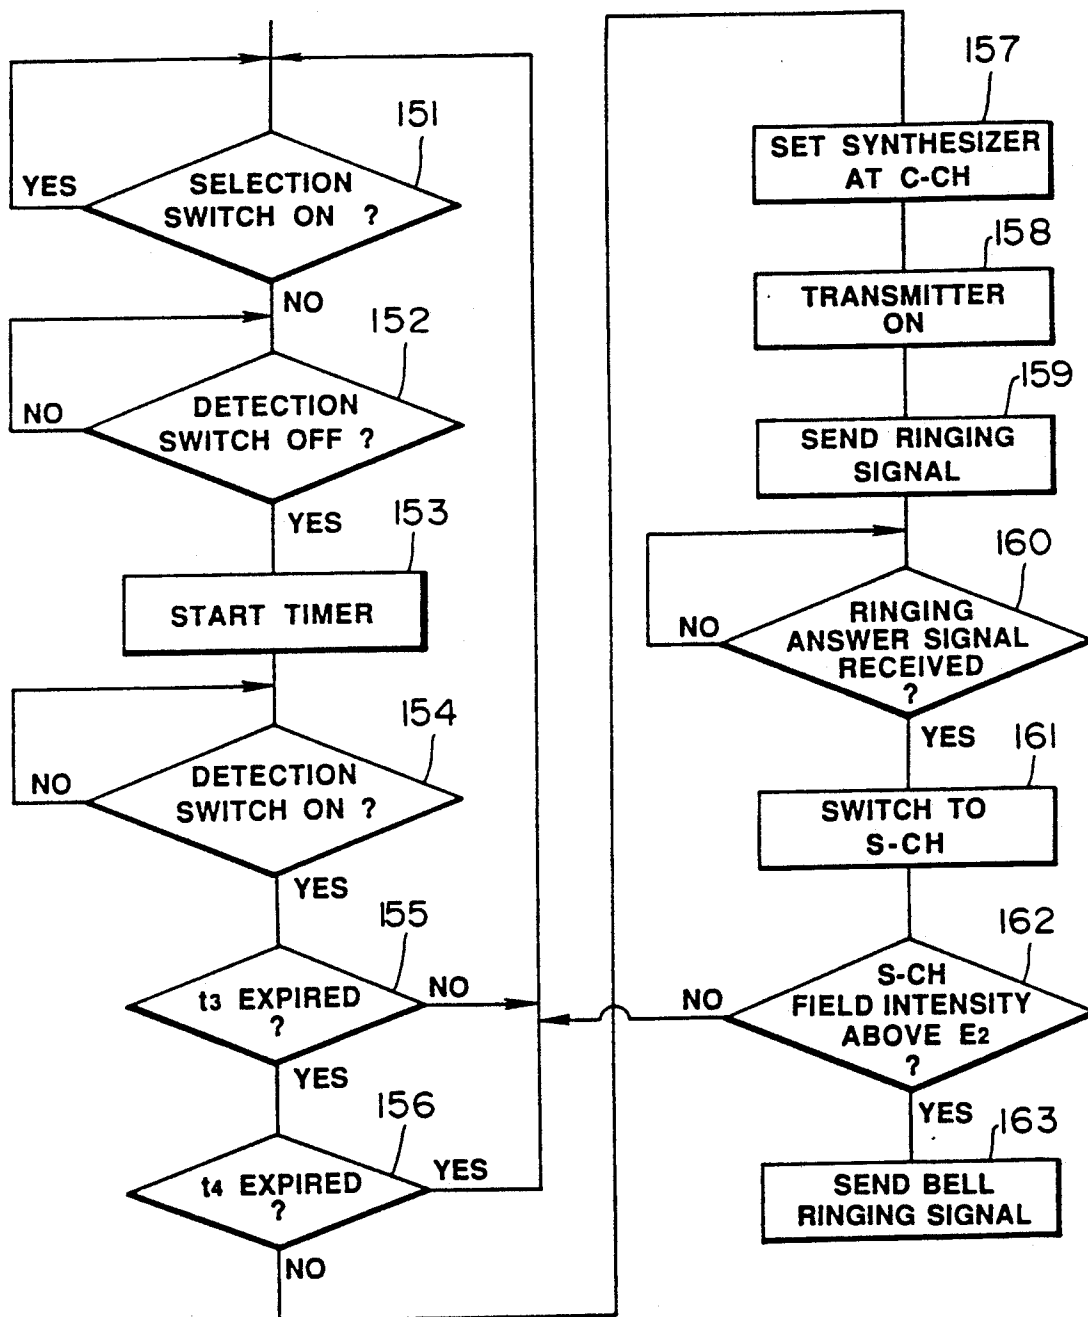 151
SELECTION
SWITCH ON ?
YES
NO
152
DETECTION
SWITCH OFF ?
NO
YES
153
START TIMER
154
DETECTION
SWITCH ON ?
NO
YES
155
t3 EXPIRED
?
NO
YES
156
t4 EXPIRED
?
YES
NO
157
SET SYNTHESIZER
AT C-CH
158
TRANSMITTER
ON
159
SEND RINGING
SIGNAL
160
RINGING
ANSWER SIGNAL
RECEIVED
?
NO
YES
161
SWITCH TO
S-CH
162
S-CH
FIELD INTENSITY
ABOVE E2
?
NO
YES
163
SEND BELL
RINGING SIGNAL